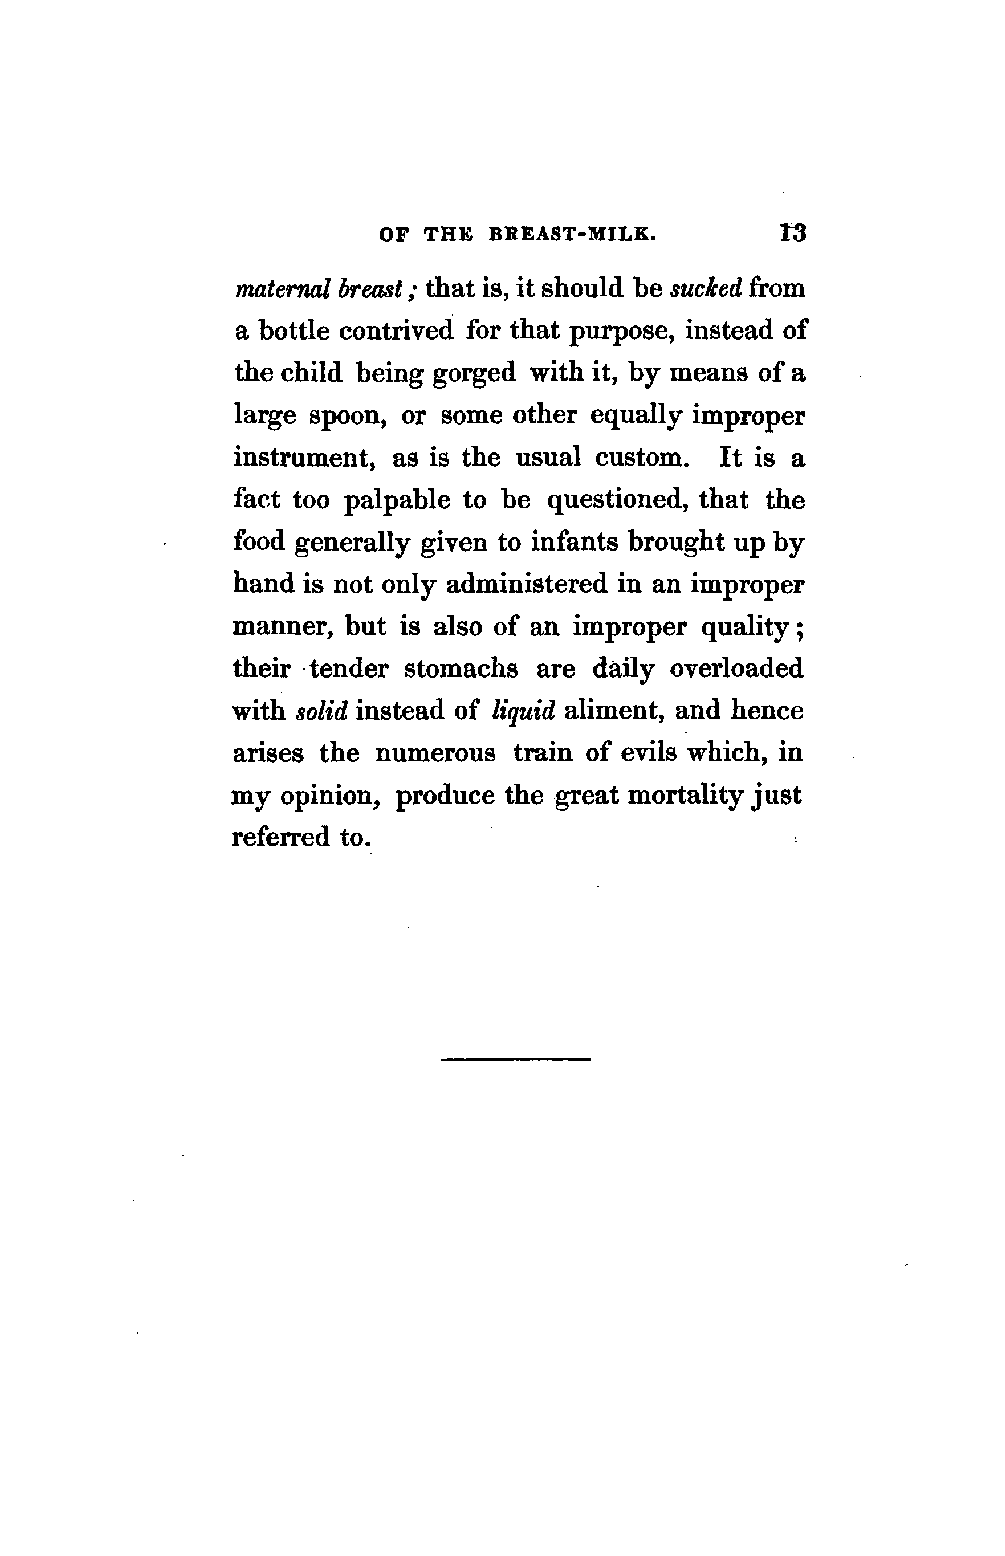 OF THE BREAST-MILK. 13
maternal breast; that is, it should be sucked from
a bottle contrived for that purpose, instead of
the child being gorged with it, by means of a
large spoon, or some other equally improper
instrument, as is the usual custom. It is a
fact too palpable to be questioned, that the
food generally given to infants brought up by
hand is not only administered in an improper
manner, but is also of an improper quality;
their tender stomachs are daily overloaded
with solid instead of liquid aliment, and hence
arises the numerous train of evils which, in
my opinion, produce the great mortality just
referred to.